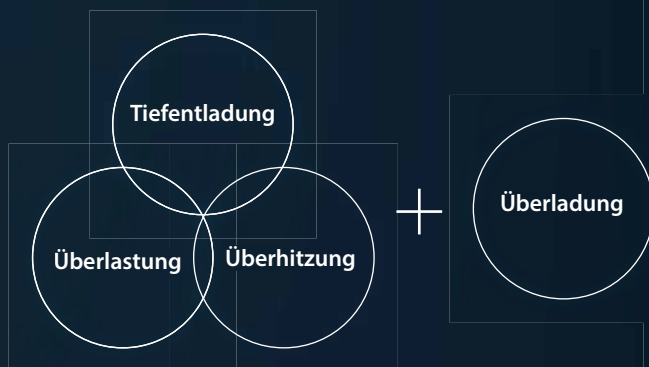 Tiefentladung
Überlastung
Überhitzung
+
Überladung